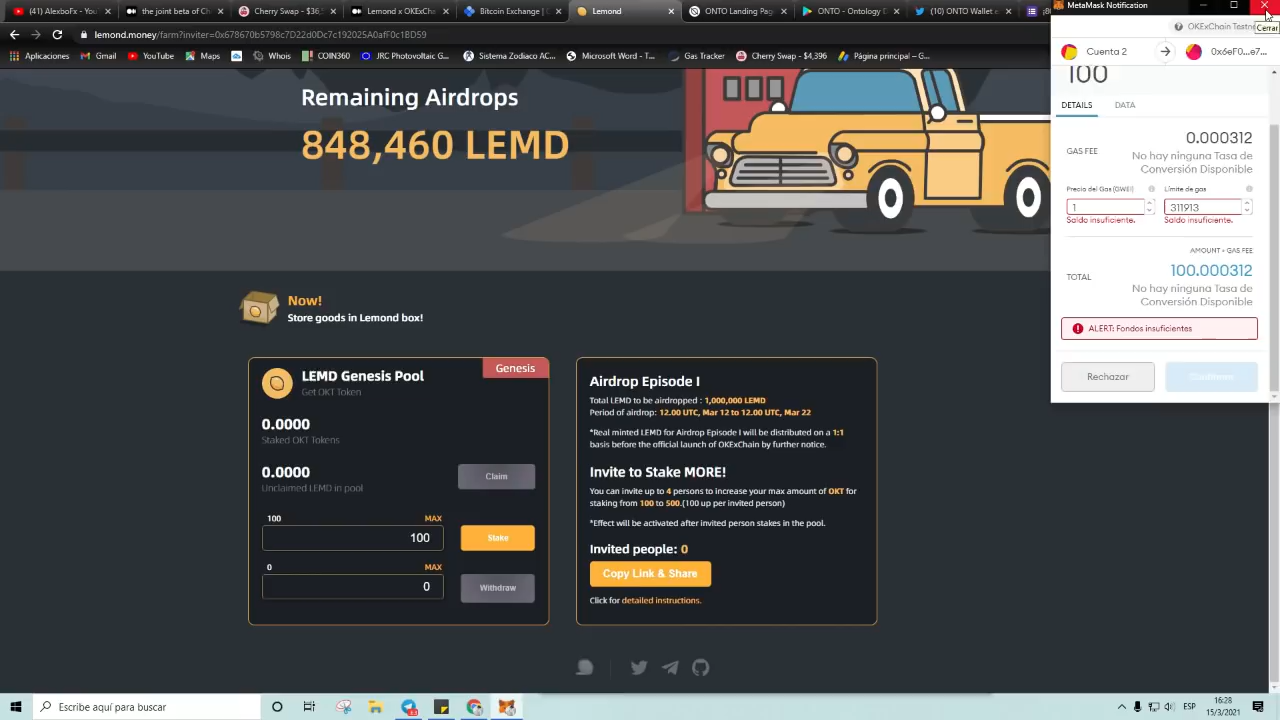 AlexboFx - YouT
the joint beta of Ch
Cherry Swap - $36,
Lemond x OKExC
Bitcoin Exchange |
Lemond
ONTO Landing Pag
ONTO - Ontology
(10) ONTO Wallet e
MetaMask Notification
lemond.money/farm?invite=0x678670b5798c7D22d0Dc7c192025A0aFF0c1BD59
Cerrar
Aplicaciones
Gmail
YouTube
Maps
Whois
COIN360
JRC Photovoltaic G...
Sistema Zodiaco AC...
Microsoft Word - T...
Gas Tracker
Cherry Swap - $4,396
Página principal – G...
OKExChain Testne
Cuenta 2
0x6eF0...e7...
100
DETAILS
DATA
GAS FEE
0.000312
No hay ninguna Tasa de
Conversión Disponible
Precio del Gas (GWEI)
Límite de gas
1
311913
Saldo insuficiente.
Saldo insuficiente.
AMOUNT + GAS FEE
TOTAL
100.000312
No hay ninguna Tasa de
Conversión Disponible
ALERT: Fondos insuficientes
Rechazar
Confirmar
Remaining Airdrops
848,460 LEMD
Now!
Store goods in Lemond box!
LEMD Genesis Pool
Genesis
Get OKT Token
0.0000
Staked OKT Tokens
0.0000
Unclaimed LEMD in pool
Claim
100
MAX
100
Stake
0
MAX
0
Withdraw
Airdrop Episode I
Total LEMD to be airdropped : 1,000,000 LEMD
Period of airdrop: 12.00 UTC, Mar 12 to 12.00 UTC, Mar 22
*Real minted LEMD for Airdrop Episode I will be distributed on a 1:1
basis before the official launch of OKExChain by further notice.
Invite to Stake MORE!
You can invite up to 4 persons to increase your max amount of OKT for
staking from 100 to 500.(100 up per invited person)
*Effect will be activated after invited person stakes in the pool.
Invited people: 0
Copy Link & Share
Click for detailed instructions.
Escribe aquí para buscar
ESP
16:28
15/3/2021